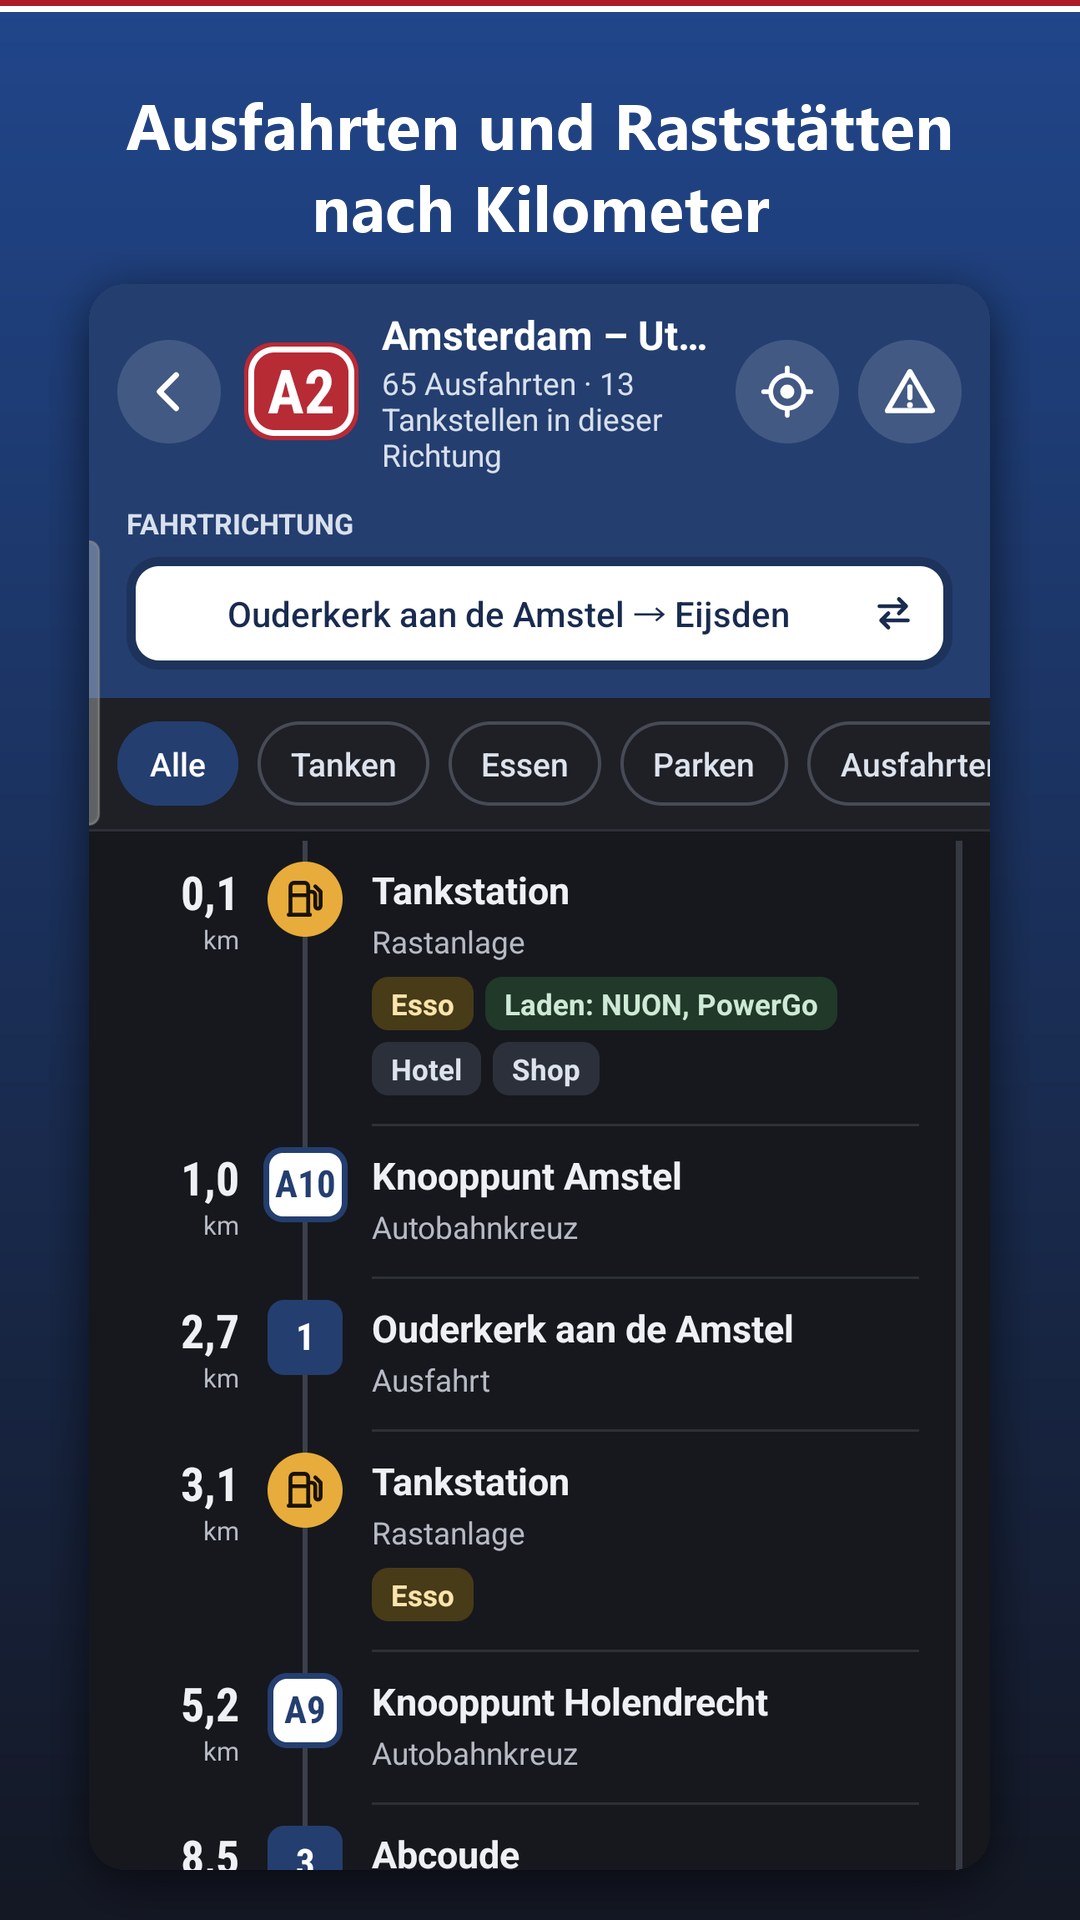 Ausfahrten und Raststätten
nach Kilometer
A2
Amsterdam – Ut...
65 Ausfahrten · 13
Tankstellen in dieser
Richtung
FAHRTRICHTUNG
Ouderkerk aan de Amstel → Eijsden
Alle
Tanken
Essen
Parken
Ausfahrten
0,1
km
Tankstation
Rastanlage
Esso
Laden: NUON, PowerGo
Hotel
Shop
1,0
km
A10
Knooppunt Amstel
Autobahnkreuz
2,7
km
1
Ouderkerk aan de Amstel
Ausfahrt
3,1
km
Tankstation
Rastanlage
Esso
5,2
km
A9
Knooppunt Holendrecht
Autobahnkreuz
8,5
3
Abcoude